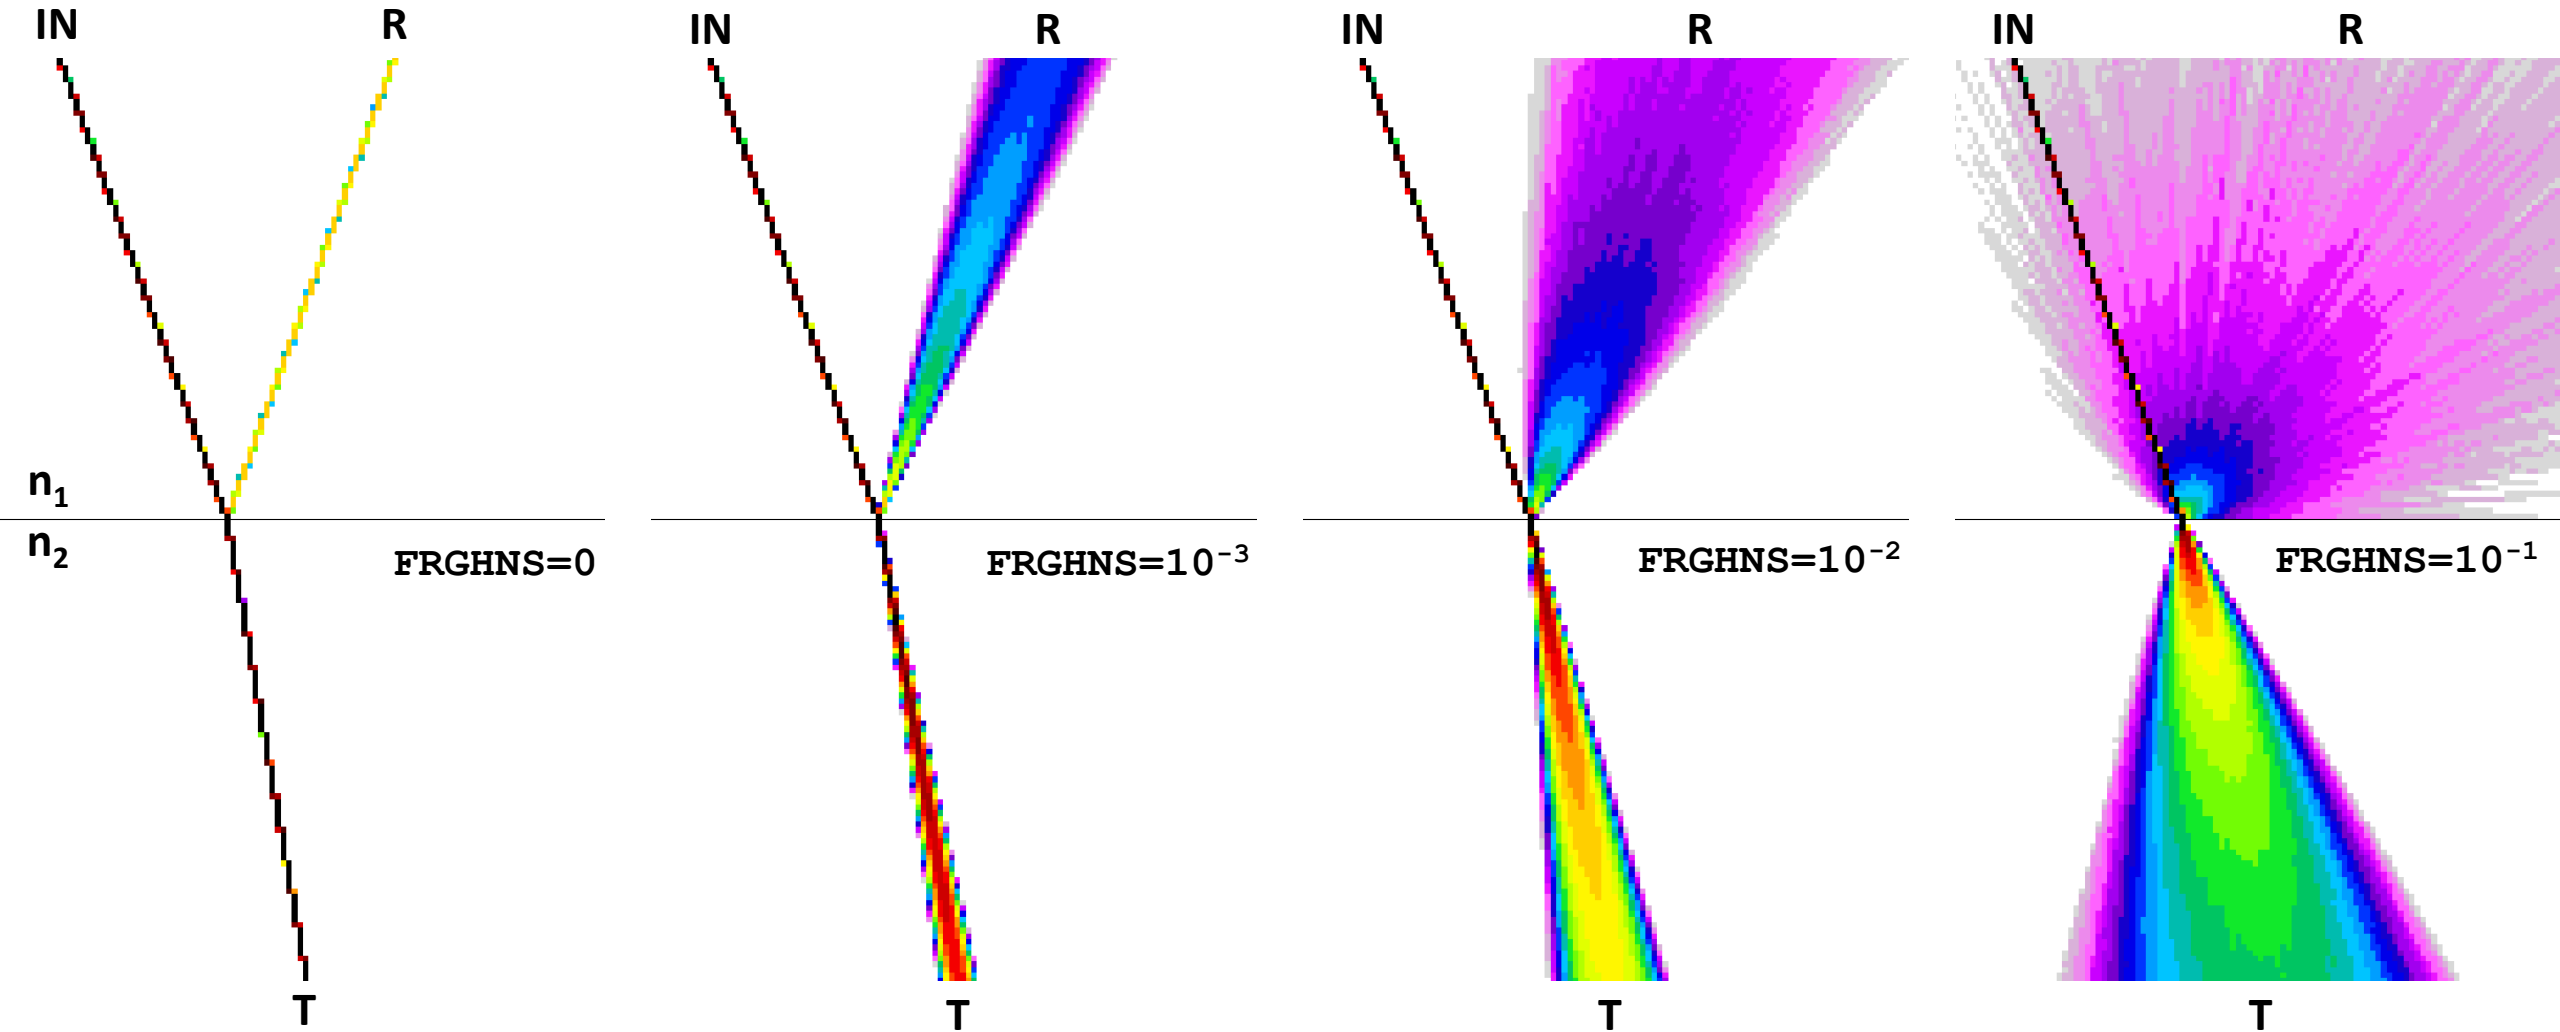 IN R IN R IN R IN R
n₁
n₂
FRGHNS=0 FRGHNS=10⁻³ FRGHNS=10⁻² FRGHNS=10⁻¹
T T T T